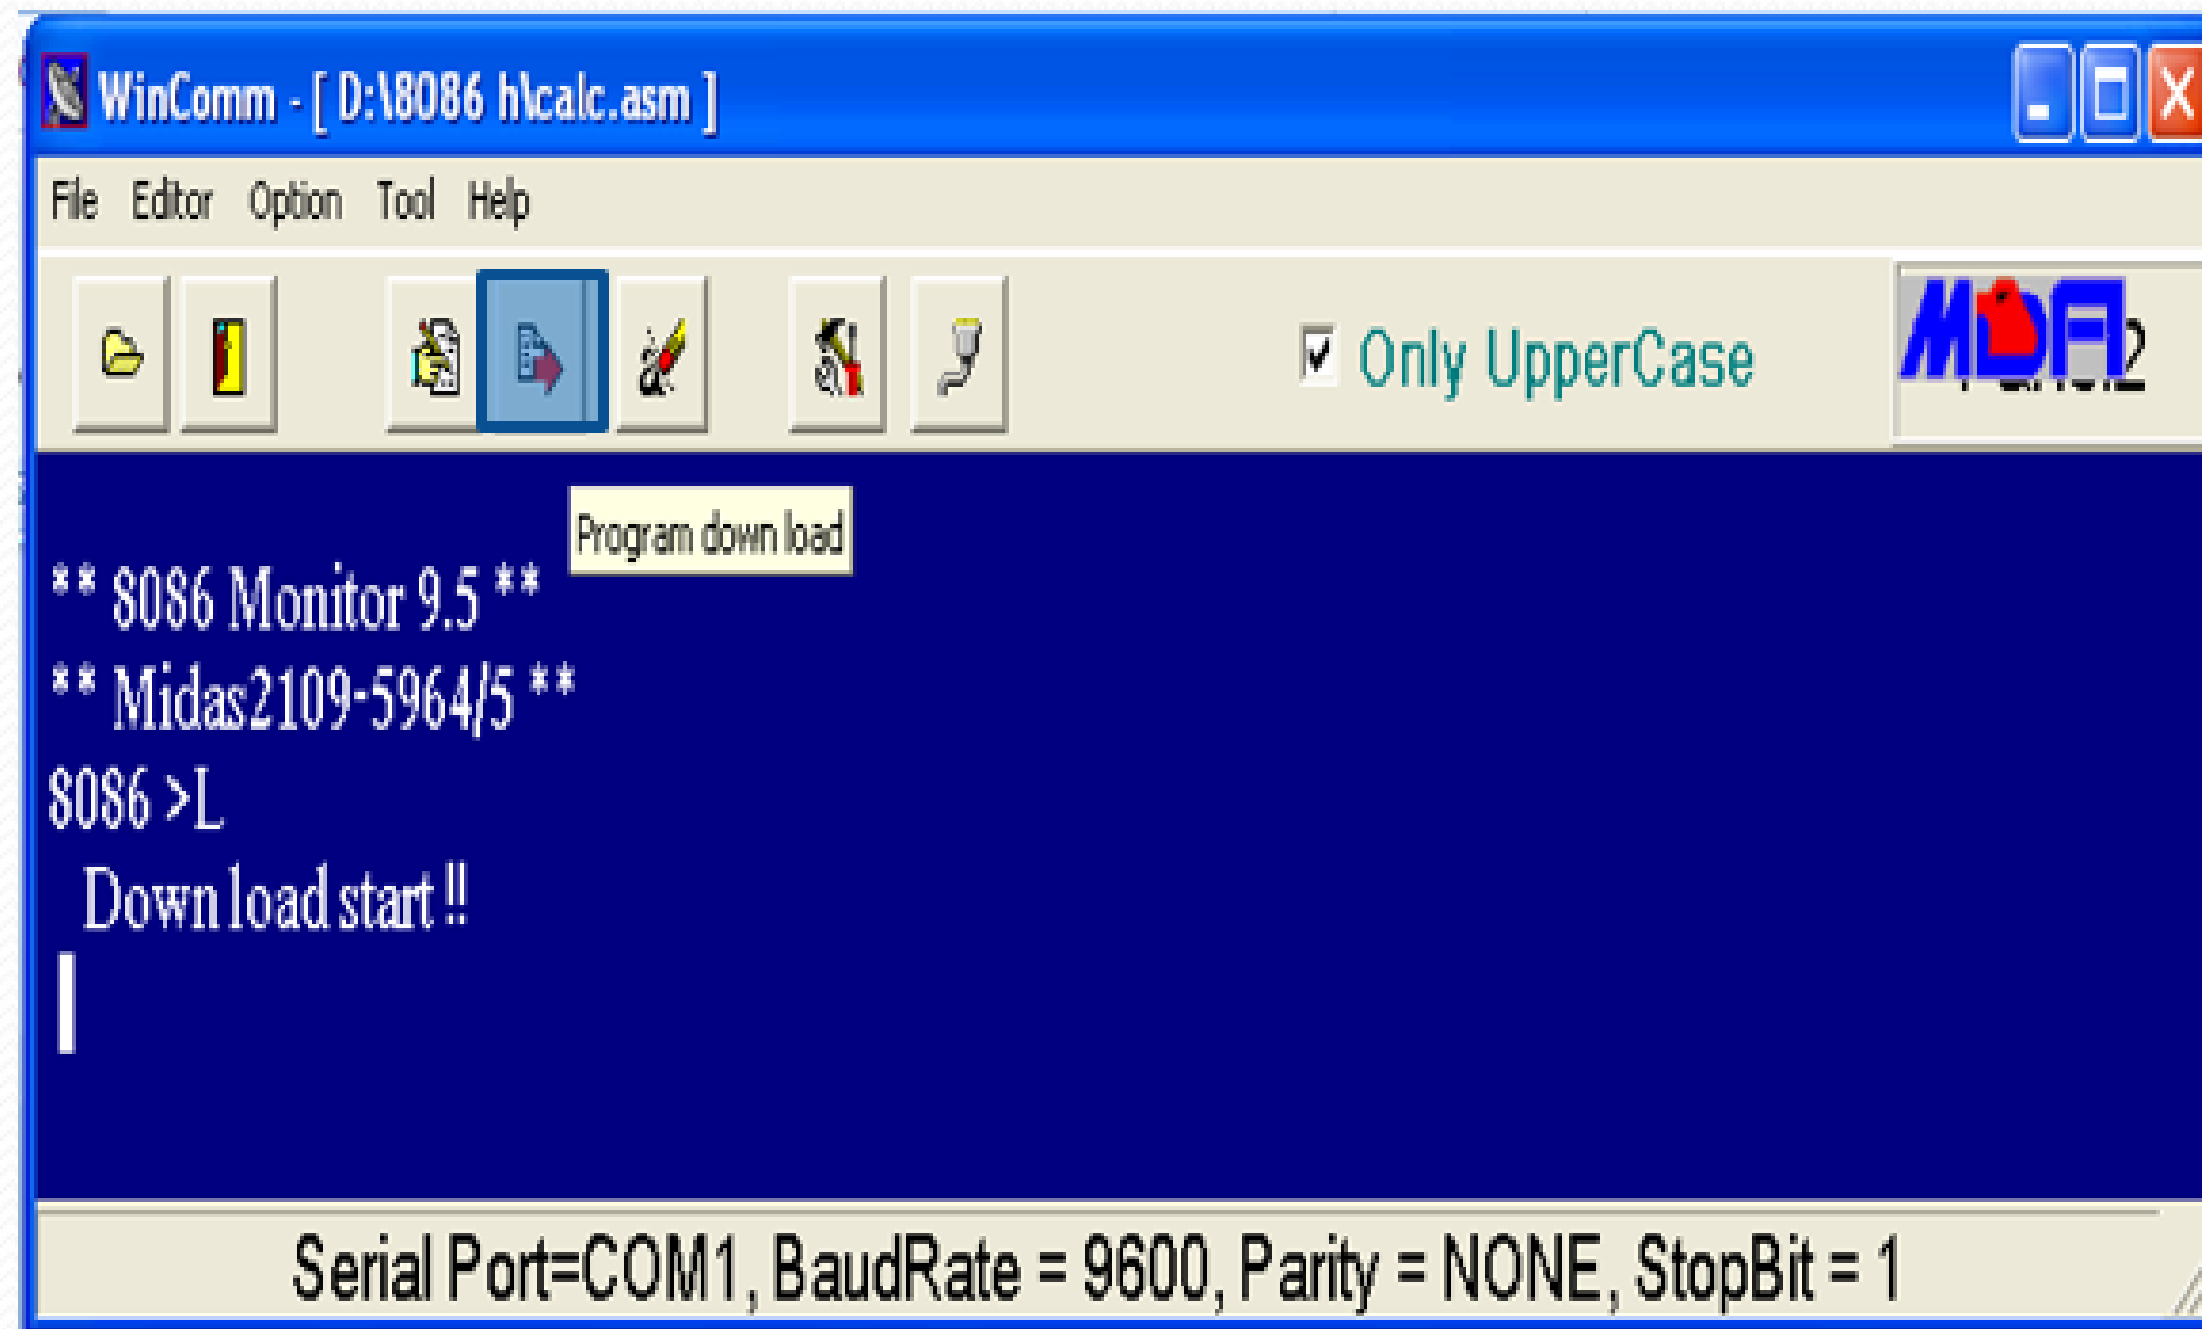 WinComm - [ D:\8086 h\calc.asm ]
File Editor Option Tool Help
Only UpperCase
MDA
Program down load
** 8086 Monitor 9.5 **
** Midas2109-5964/5 **
8086 >L
Down load start !!
Serial Port=COM1, BaudRate = 9600, Parity = NONE, StopBit = 1